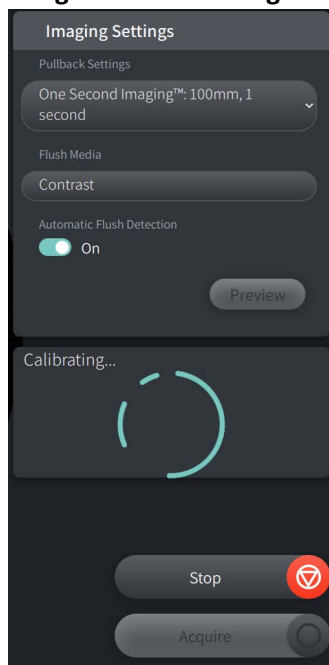 Imaging Settings
Pullback Settings
One Second Imaging™: 100mm, 1
second
Flush Media
Contrast
Automatic Flush Detection
On
Preview
Calibrating...
Stop
Acquire